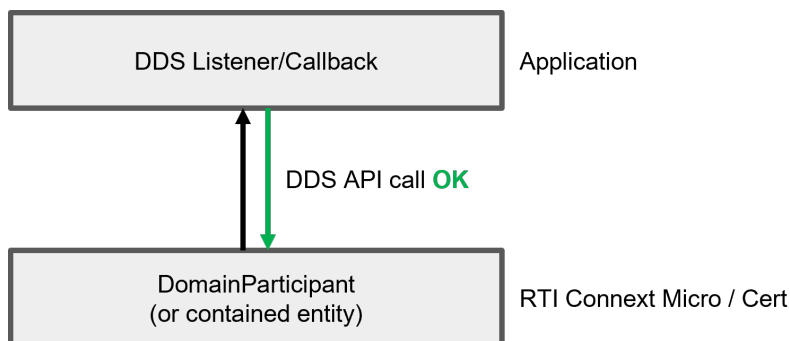 DDS Listener/Callback
Application
DDS API call OK
DomainParticipant
(or contained entity)
RTI Connext Micro / Cert